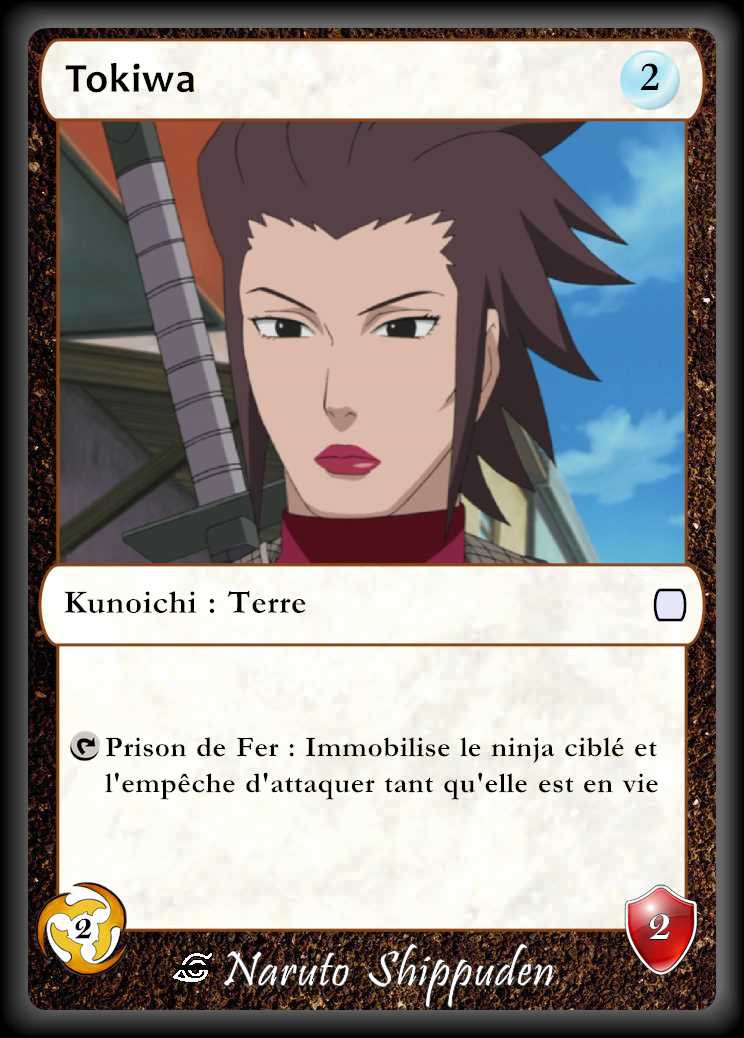 Tokiwa 2
Kunoichi : Terre
Prison de Fer : Immobilise le ninja ciblé et
l'empêche d'attaquer tant qu'elle est en vie
2 2
Naruto Shippuden